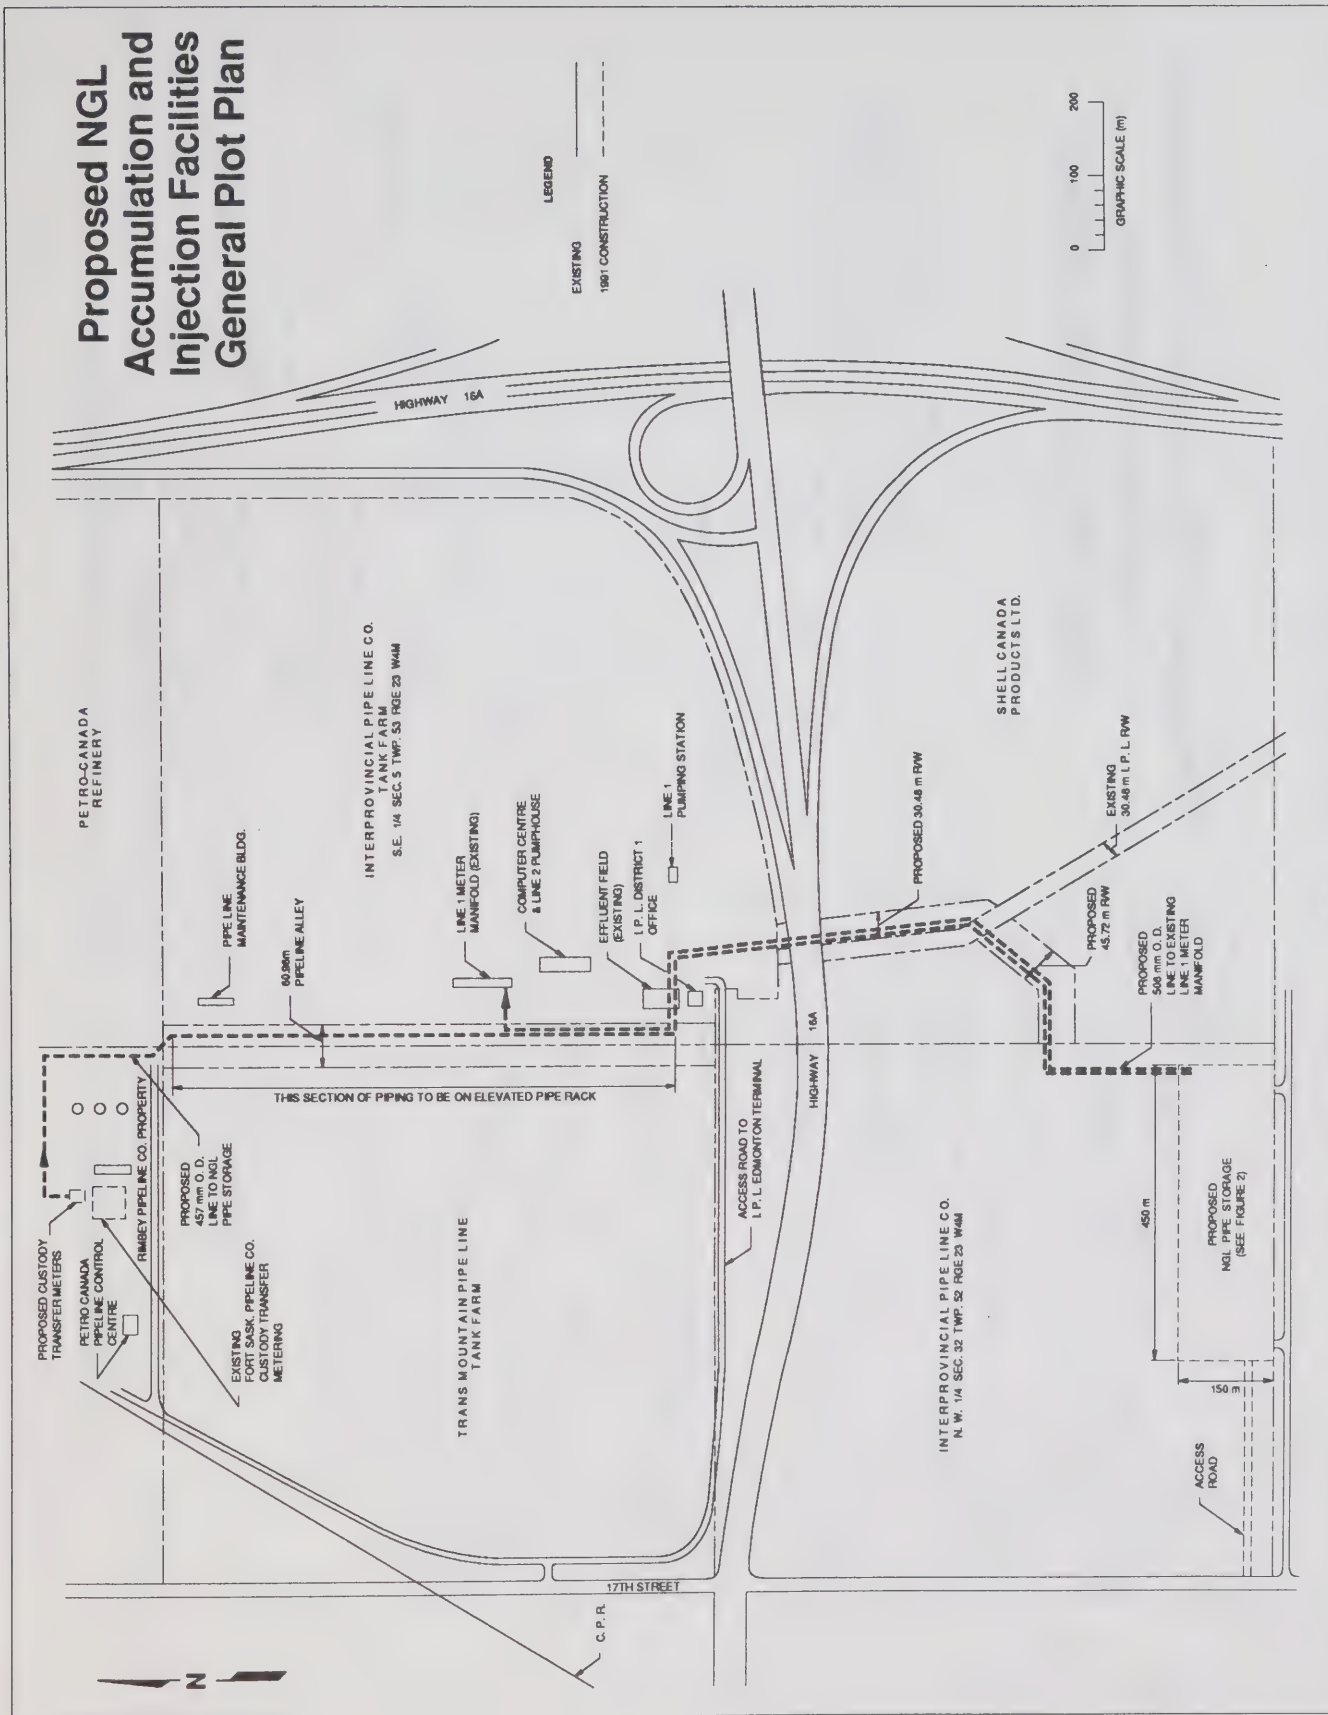 Proposed NGL
Accumulation and
Injection Facilities
General Plot Plan
LEGEND
EXISTING
1991 CONSTRUCTION
0 100 200
GRAPHIC SCALE (m)
HIGHWAY 16A
PETRO-CANADA
REFINERY
INTERPROVINCIAL PIPE LINE CO.
TANK FARM
S.E. 1/4 SEC. 5 TWP. 53 RGE 23 W4M
SHELL CANADA
PRODUCTS LTD.
PIPE LINE
MAINTENANCE BLDG.
60.96m
PIPELINE ALLEY
LINE 1 METER
MANIFOLD (EXISTING)
COMPUTER CENTRE
& LINE 2 PUMPHOUSE
EFFLUENT FIELD
(EXISTING)
I. P. L. DISTRICT 1
OFFICE
LINE 1
PUMPING STATION
PROPOSED 30.48 m R/W
EXISTING
30.48 m I. P. L. R/W
PROPOSED
45.72 m R/W
PROPOSED
508 mm O. D.
LINE TO EXISTING
LINE 1 METER
MANIFOLD
THIS SECTION OF PIPING TO BE ON ELEVATED PIPE RACK
HIGHWAY 16A
ACCESS ROAD TO
I. P. L. EDMONTON TERMINAL
RIMBEY PIPELINE CO. PROPERTY
PROPOSED
457 mm O. D.
LINE TO NGL
PIPE STORAGE
PROPOSED CUSTODY
TRANSFER METERS
PETRO CANADA
PIPELINE CONTROL
CENTRE
EXISTING
FORT SASK. PIPELINE CO.
CUSTODY TRANSFER
METERING
TRANS MOUNTAIN PIPE LINE
TANK FARM
INTERPROVINCIAL PIPE LINE CO.
N. W. 1/4 SEC. 32 TWP. 52 RGE 23 W4M
450 m
PROPOSED
NGL PIPE STORAGE
(SEE FIGURE 2)
150 m
ACCESS
ROAD
17TH STREET
C. P. R.
N